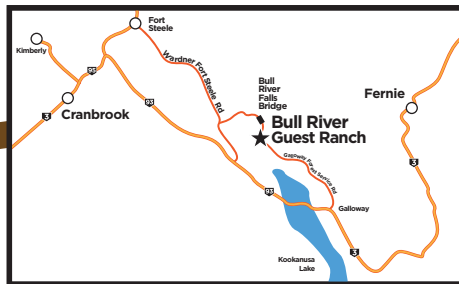 Fort
Steele
Kimberly
95
Wardner Fort Steele Rd
Bull
River
Falls
Bridge
Fernie
3
Cranbrook
93
Bull River
Guest Ranch
3
Galloway
93
3
Kookanusa
Lake